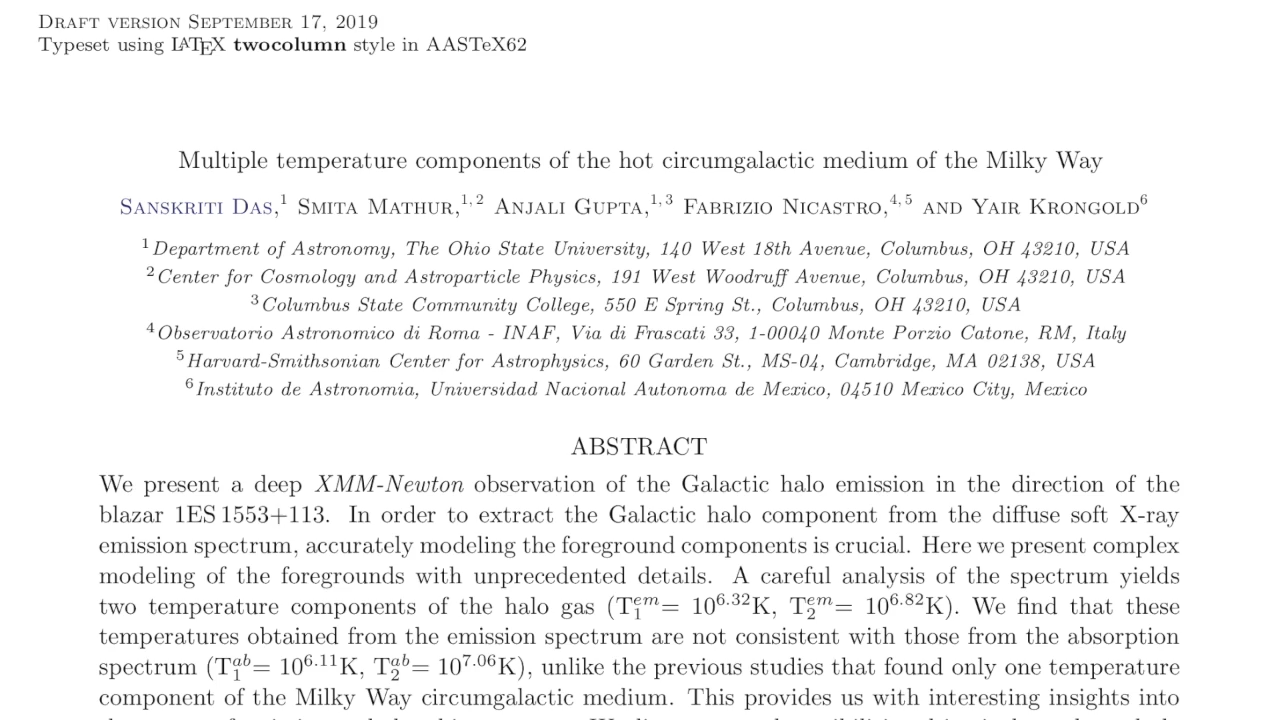 DRAFT VERSION SEPTEMBER 17, 2019
Typeset using LATEX twocolumn style in AASTeX62
Multiple temperature components of the hot circumgalactic medium of the Milky Way
SANSKRITI DAS,1 SMITA MATHUR,1, 2 ANJALI GUPTA,1, 3 FABRIZIO NICASTRO,4, 5 AND YAIR KRONGOLD6
1Department of Astronomy, The Ohio State University, 140 West 18th Avenue, Columbus, OH 43210, USA
2Center for Cosmology and Astroparticle Physics, 191 West Woodruff Avenue, Columbus, OH 43210, USA
3Columbus State Community College, 550 E Spring St., Columbus, OH 43210, USA
4Observatorio Astronomico di Roma - INAF, Via di Frascati 33, 1-00040 Monte Porzio Catone, RM, Italy
5Harvard-Smithsonian Center for Astrophysics, 60 Garden St., MS-04, Cambridge, MA 02138, USA
6Instituto de Astronomia, Universidad Nacional Autonoma de Mexico, 04510 Mexico City, Mexico
ABSTRACT
We present a deep XMM-Newton observation of the Galactic halo emission in the direction of the
blazar 1ES 1553+113. In order to extract the Galactic halo component from the diffuse soft X-ray
emission spectrum, accurately modeling the foreground components is crucial. Here we present complex
modeling of the foregrounds with unprecedented details. A careful analysis of the spectrum yields
two temperature components of the halo gas (T1em= 10^6.32K, T2em= 10^6.82K). We find that these
temperatures obtained from the emission spectrum are not consistent with those from the absorption
spectrum (T1ab= 10^6.11K, T2ab= 10^7.06K), unlike the previous studies that found only one temperature
component of the Milky Way circumgalactic medium. This provides us with interesting insights into